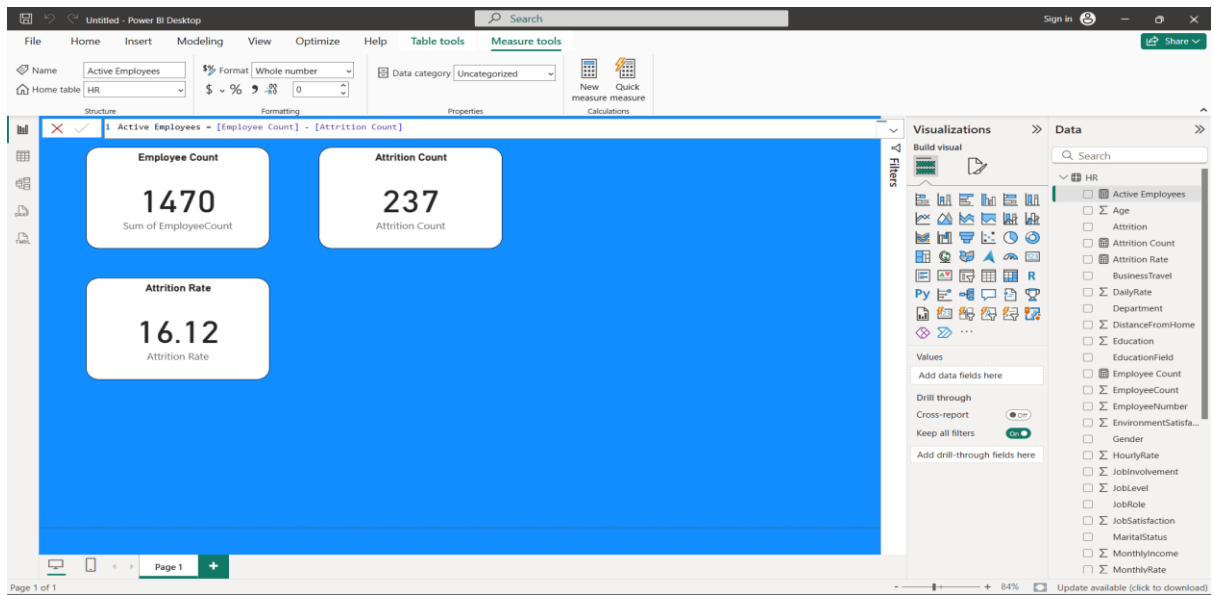 Untitled - Power BI Desktop
Search
Sign in
File Home Insert Modeling View Optimize Help Table tools Measure tools
Share
Name Active Employees
Home table HR
Structure
$% Format Whole number
$ % 9 .00 0
Formatting
Data category Uncategorized
Properties
New measure
Quick measure
Calculations
1 Active Employees = [Employee Count] - [Attrition Count]
Employee Count
1470
Sum of EmployeeCount
Attrition Count
237
Attrition Count
Attrition Rate
16.12
Attrition Rate
Filters
Visualizations
Build visual
R
Py
123
Values
Add data fields here
Drill through
Cross-report Off
Keep all filters On
Add drill-through fields here
Data
Search
HR
Active Employees
Age
Attrition
Attrition Count
Attrition Rate
BusinessTravel
DailyRate
Department
DistanceFromHome
Education
EducationField
Employee Count
EmployeeCount
EmployeeNumber
EnvironmentSatisfa...
Gender
HourlyRate
JobInvolvement
JobLevel
JobRole
JobSatisfaction
MaritalStatus
MonthlyIncome
MonthlyRate
Page 1
Page 1 of 1
- + 84%
Update available (click to download)